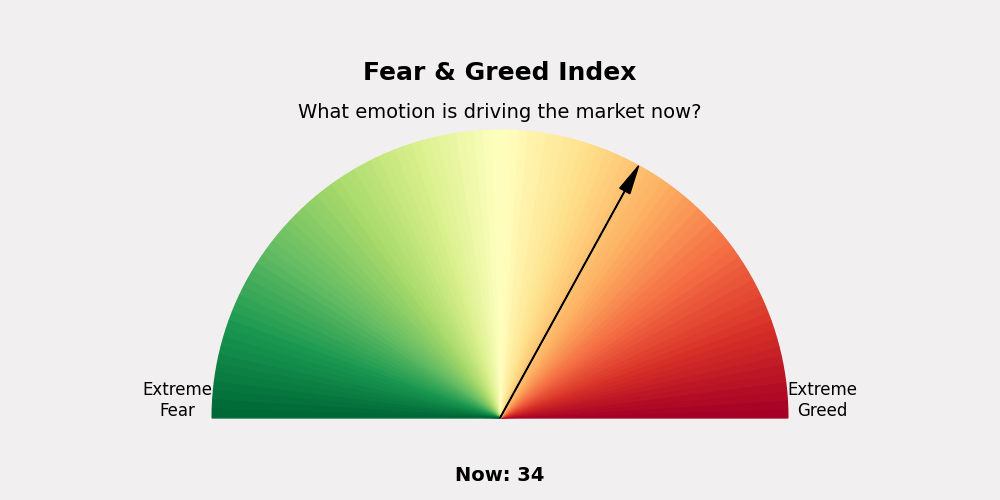 Fear & Greed Index
What emotion is driving the market now?
Extreme
Fear
Extreme
Greed
Now: 34